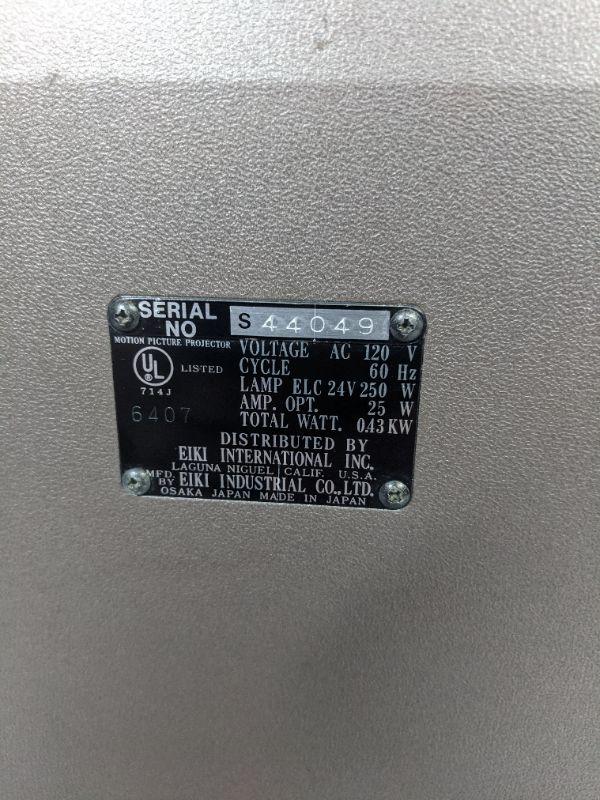 SERIAL NO S 44049
MOTION PICTURE PROJECTOR
UL LISTED
714J
6407
VOLTAGE AC 120 V
CYCLE 60 Hz
LAMP ELC 24V 250 W
AMP. OPT. 25 W
TOTAL WATT. 0.43 KW
DISTRIBUTED BY
EIKI INTERNATIONAL INC.
LAGUNA NIGUEL, CALIF. U.S.A.
MFD. BY EIKI INDUSTRIAL CO., LTD.
OSAKA JAPAN MADE IN JAPAN